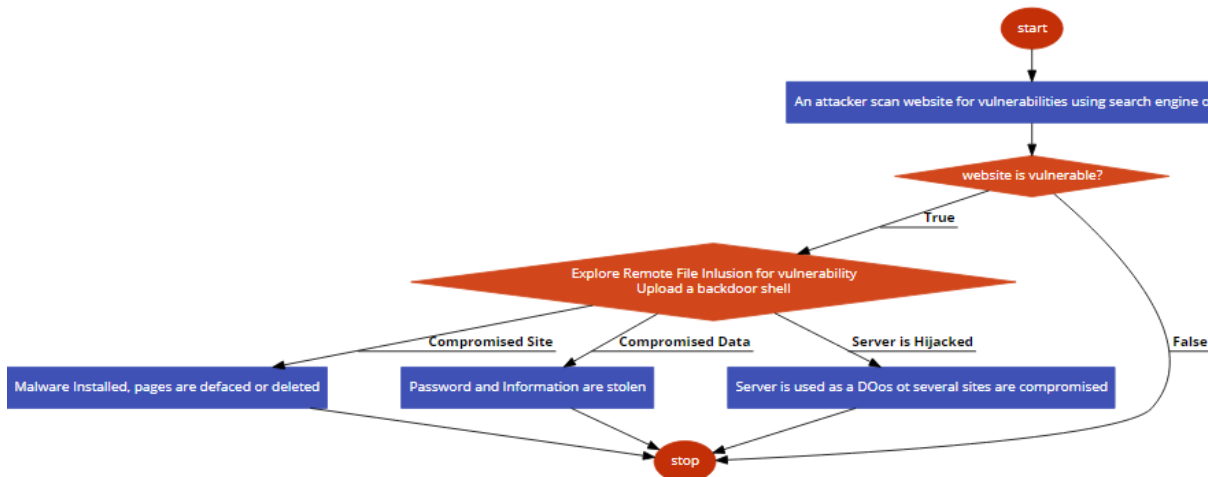 start
An attacker scan website for vulnerabilities using search engine
website is vulnerable?
True
Explore Remote File Inlusion for vulnerability
Upload a backdoor shell
Compromised Site
Compromised Data
Server is Hijacked
False
Malware Installed, pages are defaced or deleted
Password and Information are stolen
Server is used as a DOos ot several sites are compromised
stop